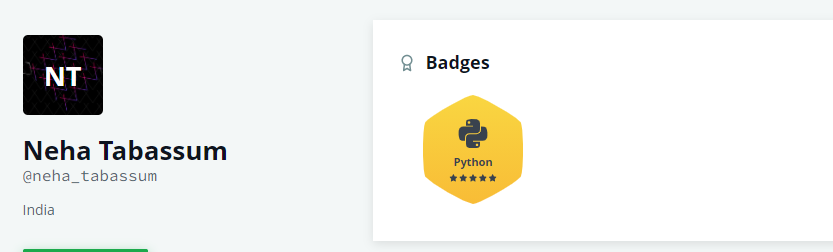 NT
Neha Tabassum
@neha_tabassum
India
Badges
Python
★★★★★